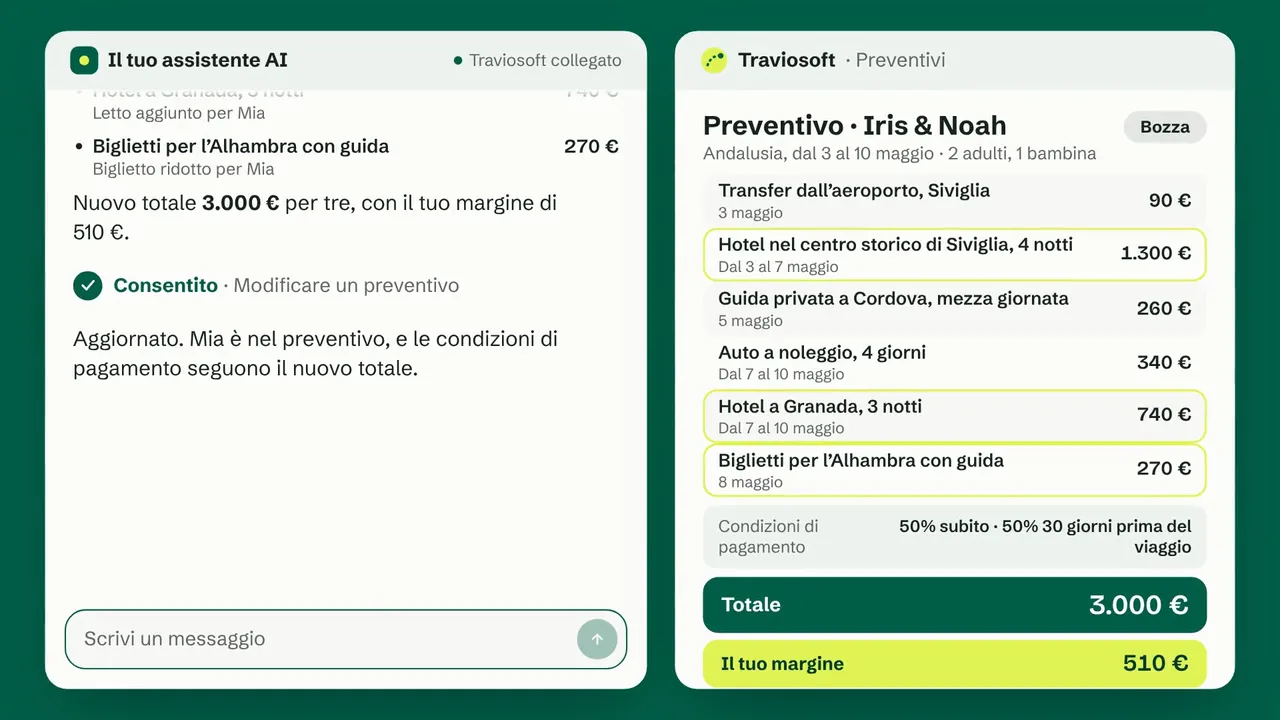 Il tuo assistente AI
Traviosoft collegato
Hotel a Granada, 3 notti
740 €
Letto aggiunto per Mia
• Biglietti per l’Alhambra con guida
270 €
Biglietto ridotto per Mia
Nuovo totale 3.000 € per tre, con il tuo margine di
510 €.
Consentito · Modificare un preventivo
Aggiornato. Mia è nel preventivo, e le condizioni di
pagamento seguono il nuovo totale.
Scrivi un messaggio
Traviosoft · Preventivi
Preventivo · Iris & Noah
Bozza
Andalusia, dal 3 al 10 maggio · 2 adulti, 1 bambina
Transfer dall’aeroporto, Siviglia
90 €
3 maggio
Hotel nel centro storico di Siviglia, 4 notti
1.300 €
Dal 3 al 7 maggio
Guida privata a Cordova, mezza giornata
260 €
5 maggio
Auto a noleggio, 4 giorni
340 €
Dal 7 al 10 maggio
Hotel a Granada, 3 notti
740 €
Dal 7 al 10 maggio
Biglietti per l’Alhambra con guida
270 €
8 maggio
Condizioni di
pagamento
50% subito · 50% 30 giorni prima del
viaggio
Totale
3.000 €
Il tuo margine
510 €